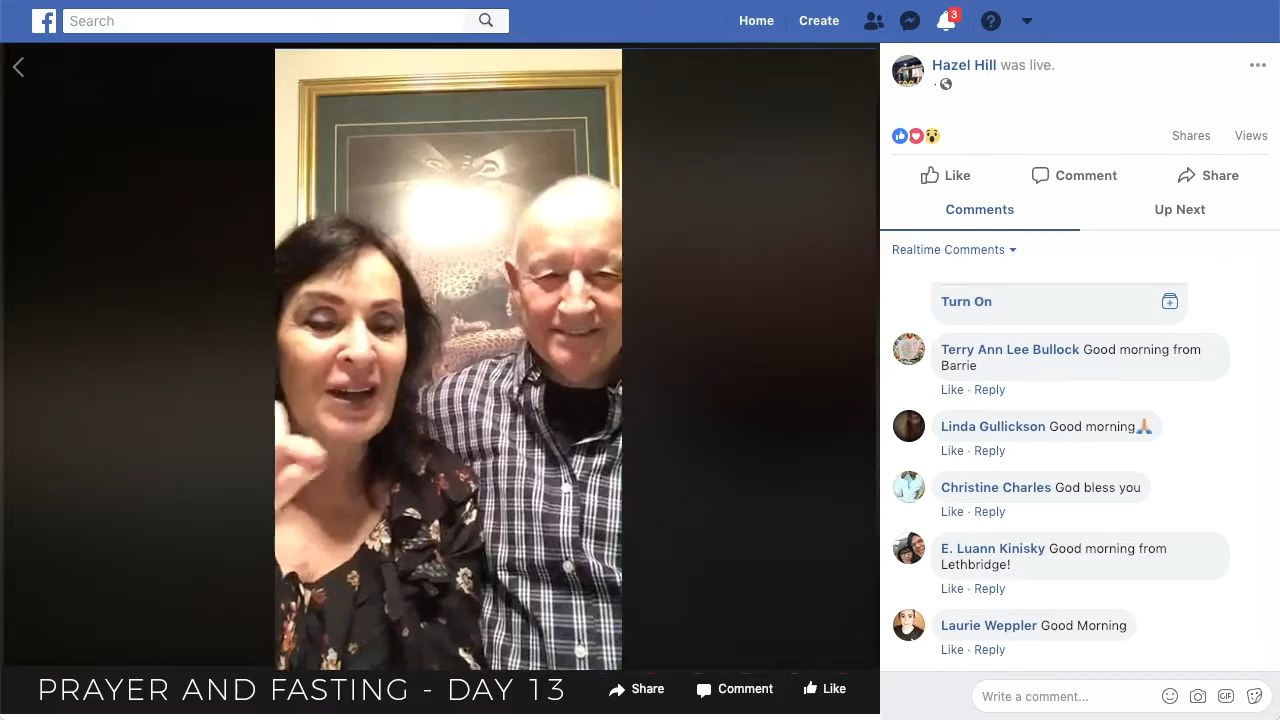 Search
Home
Create
3
Hazel Hill was live.
Shares
Views
Like
Comment
Share
Comments
Up Next
Realtime Comments
Turn On
Terry Ann Lee Bullock Good morning from
Barrie
Like · Reply
Linda Gullickson Good morning🙏
Like · Reply
Christine Charles God bless you
Like · Reply
E. Luann Kinisky Good morning from
Lethbridge!
Like · Reply
Laurie Weppler Good Morning
Like · Reply
PRAYER AND FASTING - DAY 13
Share
Comment
Like
Write a comment...
GIF